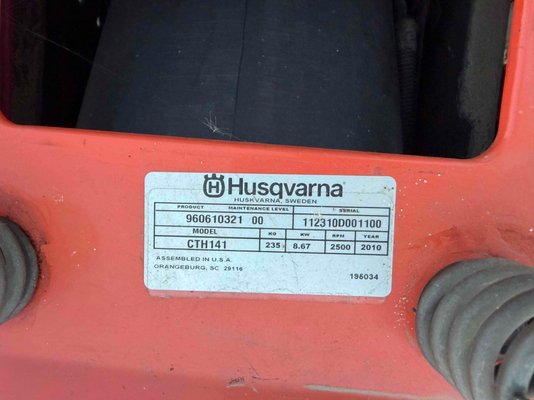 Husqvarna
HUSKVARNA, SWEDEN
PRODUCT MAINTENANCE LEVEL SERIAL
960610321 00 112310D001100
MODEL KG KW RPM YEAR
CTH141 235 8.67 2500 2010
ASSEMBLED IN U.S.A.
ORANGEBURG, SC 29116
195034